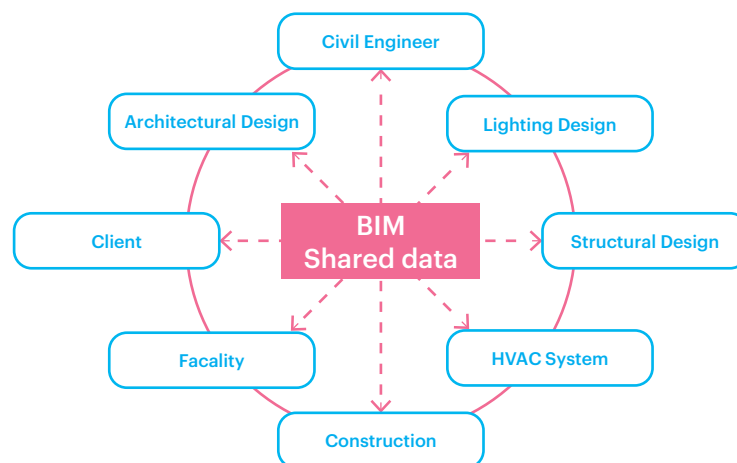 Civil Engineer
Architectural Design
Lighting Design
Client
BIM
Shared data
Structural Design
Facality
HVAC System
Construction